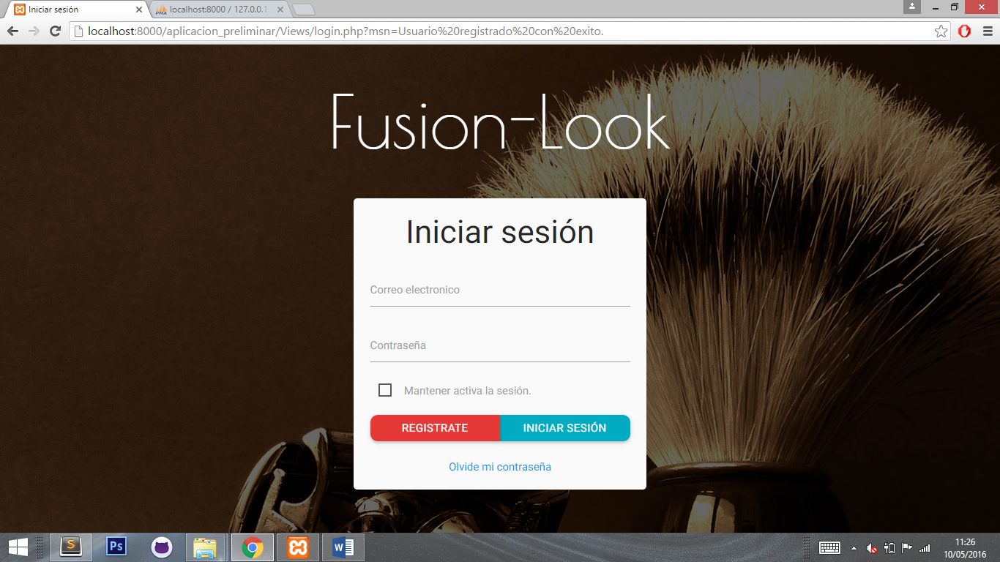 Iniciar sesión
localhost:8000 / 127.0.0.1
localhost:8000/aplicacion_preliminar/Views/login.php?msn=Usuario%20registrado%20con%20exito.
Fusion-Look
Iniciar sesión
Correo electronico
Contraseña
Mantener activa la sesión.
REGISTRATE
INICIAR SESIÓN
Olvide mi contraseña
11:26
10/05/2016